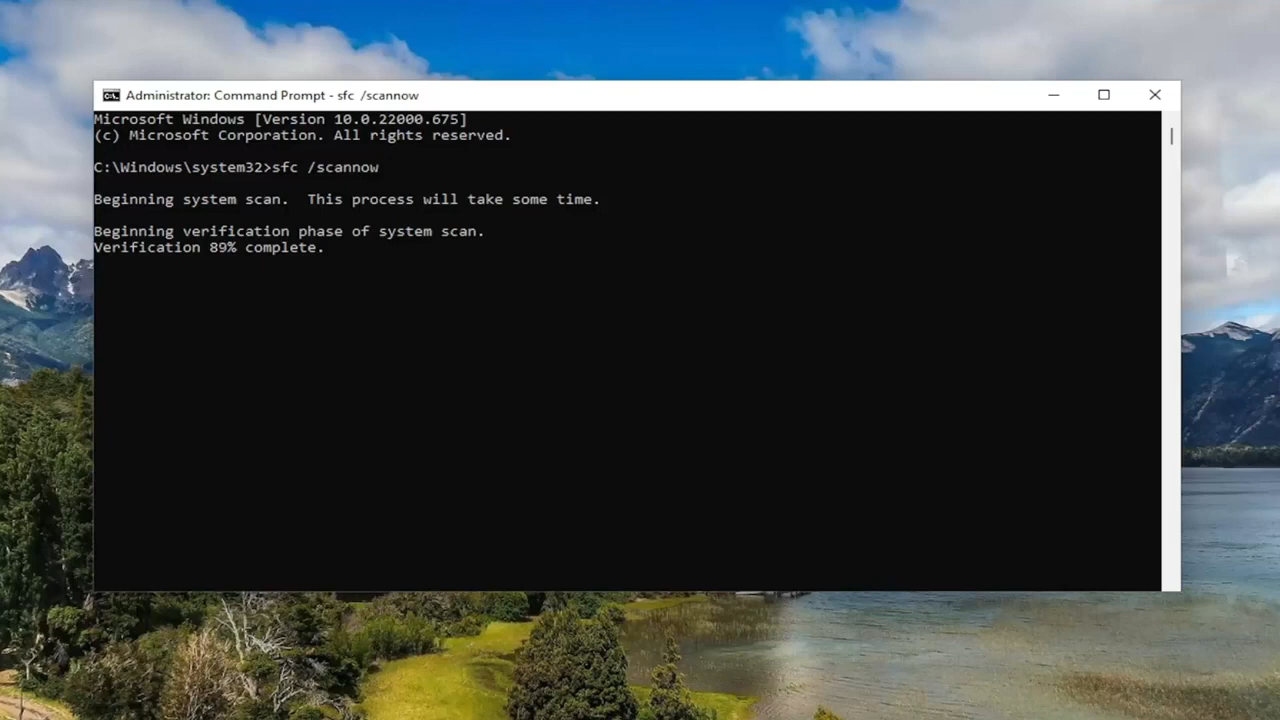 Administrator: Command Prompt - sfc  /scannow
Microsoft Windows [Version 10.0.22000.675]
(c) Microsoft Corporation. All rights reserved.
C:\Windows\system32>sfc /scannow
Beginning system scan.  This process will take some time.
Beginning verification phase of system scan.
Verification 89% complete.